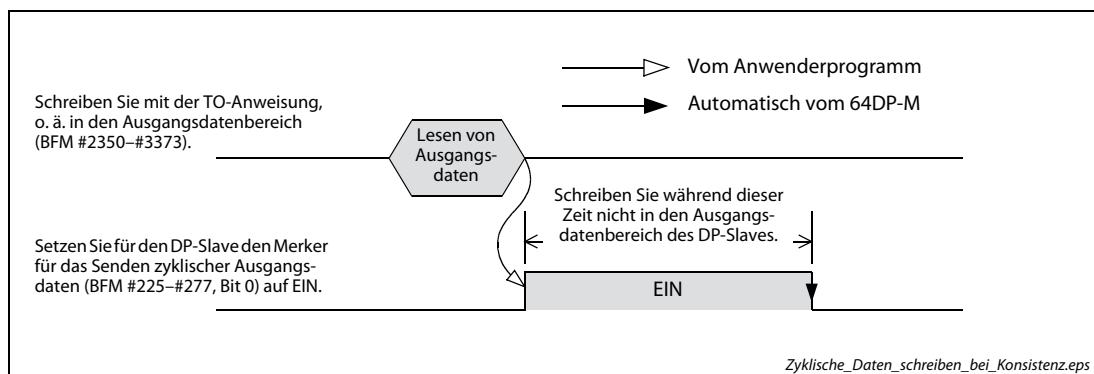 Vom Anwenderprogramm
Automatisch vom 64DP-M
Schreiben Sie mit der TO-Anweisung,
o. ä. in den Ausgangsdatenbereich
(BFM #2350–#3373).
Lesen von
Ausgangs-
daten
Schreiben Sie während dieser
Zeit nicht in den Ausgangs-
datenbereich des DP-Slaves.
Setzen Sie für den DP-Slave den Merker
für das Senden zyklischer Ausgangs-
daten (BFM #225–#277, Bit 0) auf EIN.
EIN
Zyklische_Daten_schreiben_bei_Konsistenz.eps